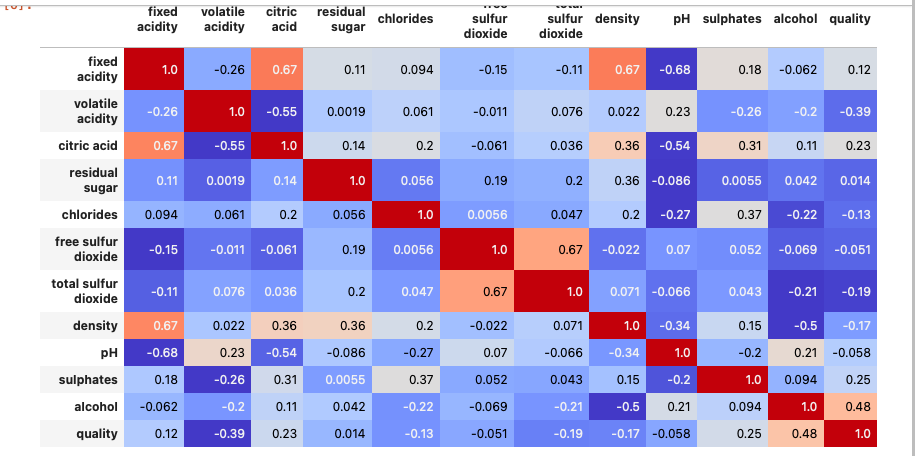 fixed volatile citric residual chlorides sulfur sulfur density pH sulphates alcohol quality
acidity acidity acid sugar dioxide dioxide
fixed
acidity 1.0 -0.26 0.67 0.11 0.094 -0.15 -0.11 0.67 -0.68 0.18 -0.062 0.12
volatile
acidity -0.26 1.0 -0.55 0.0019 0.061 -0.011 0.076 0.022 0.23 -0.26 -0.2 -0.39
citric acid 0.67 -0.55 1.0 0.14 0.2 -0.061 0.036 0.36 -0.54 0.31 0.11 0.23
residual
sugar 0.11 0.0019 0.14 1.0 0.056 0.19 0.2 0.36 -0.086 0.0055 0.042 0.014
chlorides 0.094 0.061 0.2 0.056 1.0 0.0056 0.047 0.2 -0.27 0.37 -0.22 -0.13
free sulfur
dioxide -0.15 -0.011 -0.061 0.19 0.0056 1.0 0.67 -0.022 0.07 0.052 -0.069 -0.051
total sulfur
dioxide -0.11 0.076 0.036 0.2 0.047 0.67 1.0 0.071 -0.066 0.043 -0.21 -0.19
density 0.67 0.022 0.36 0.36 0.2 -0.022 0.071 1.0 -0.34 0.15 -0.5 -0.17
pH -0.68 0.23 -0.54 -0.086 -0.27 0.07 -0.066 -0.34 1.0 -0.2 0.21 -0.058
sulphates 0.18 -0.26 0.31 0.0055 0.37 0.052 0.043 0.15 -0.2 1.0 0.094 0.25
alcohol -0.062 -0.2 0.11 0.042 -0.22 -0.069 -0.21 -0.5 0.21 0.094 1.0 0.48
quality 0.12 -0.39 0.23 0.014 -0.13 -0.051 -0.19 -0.17 -0.058 0.25 0.48 1.0